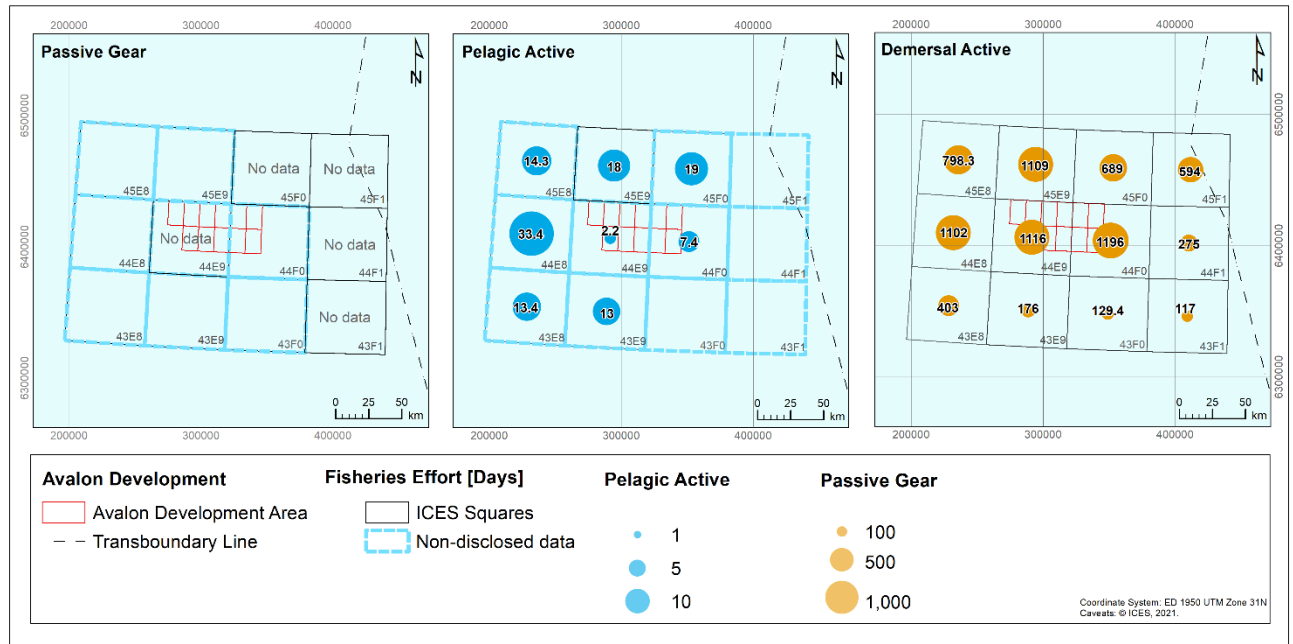 200000 300000 400000
200000 300000 400000
200000 300000 400000
Passive Gear
Pelagic Active
Demersal Active
N
N
N
6500000
6400000
6300000
6500000
6400000
6300000
No data
No data
45E8
45E9
45F0
45F1
No data
44E8
44E9
44F0
44F1
No data
43E8
43E9
43F0
43F1
0 25 50
km
14.3
18
19
45E8
45E9
45F0
45F1
33.4
2.2
7.4
44E8
44E9
44F0
44F1
13.4
13
43E8
43E9
43F0
43F1
0 25 50
km
798.3
1109
689
594
45E8
45E9
45F0
45F1
1102
1116
1196
275
44E8
44E9
44F0
44F1
403
176
129.4
117
43E8
43E9
43F0
43F1
0 25 50
km
200000 300000 400000
200000 300000 400000
200000 300000 400000
Avalon Development
Avalon Development Area
Transboundary Line
Fisheries Effort [Days]
ICES Squares
Non-disclosed data
Pelagic Active
1
5
10
Passive Gear
100
500
1,000
Coordinate System: ED 1950 UTM Zone 31N
Caveats: © ICES, 2021.